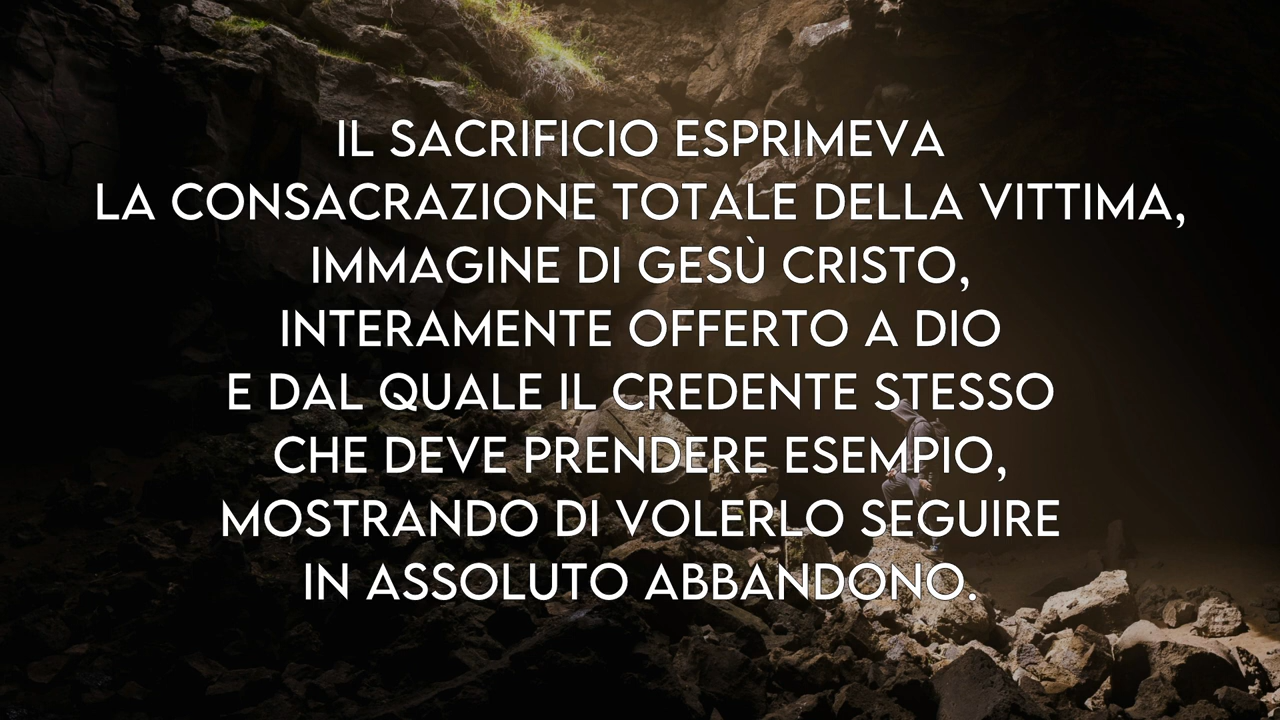 IL SACRIFICIO ESPRIMEVA
LA CONSACRAZIONE TOTALE DELLA VITTIMA,
IMMAGINE DI GESÙ CRISTO,
INTERAMENTE OFFERTO A DIO
E DAL QUALE IL CREDENTE STESSO
CHE DEVE PRENDERE ESEMPIO,
MOSTRANDO DI VOLERLO SEGUIRE
IN ASSOLUTO ABBANDONO.